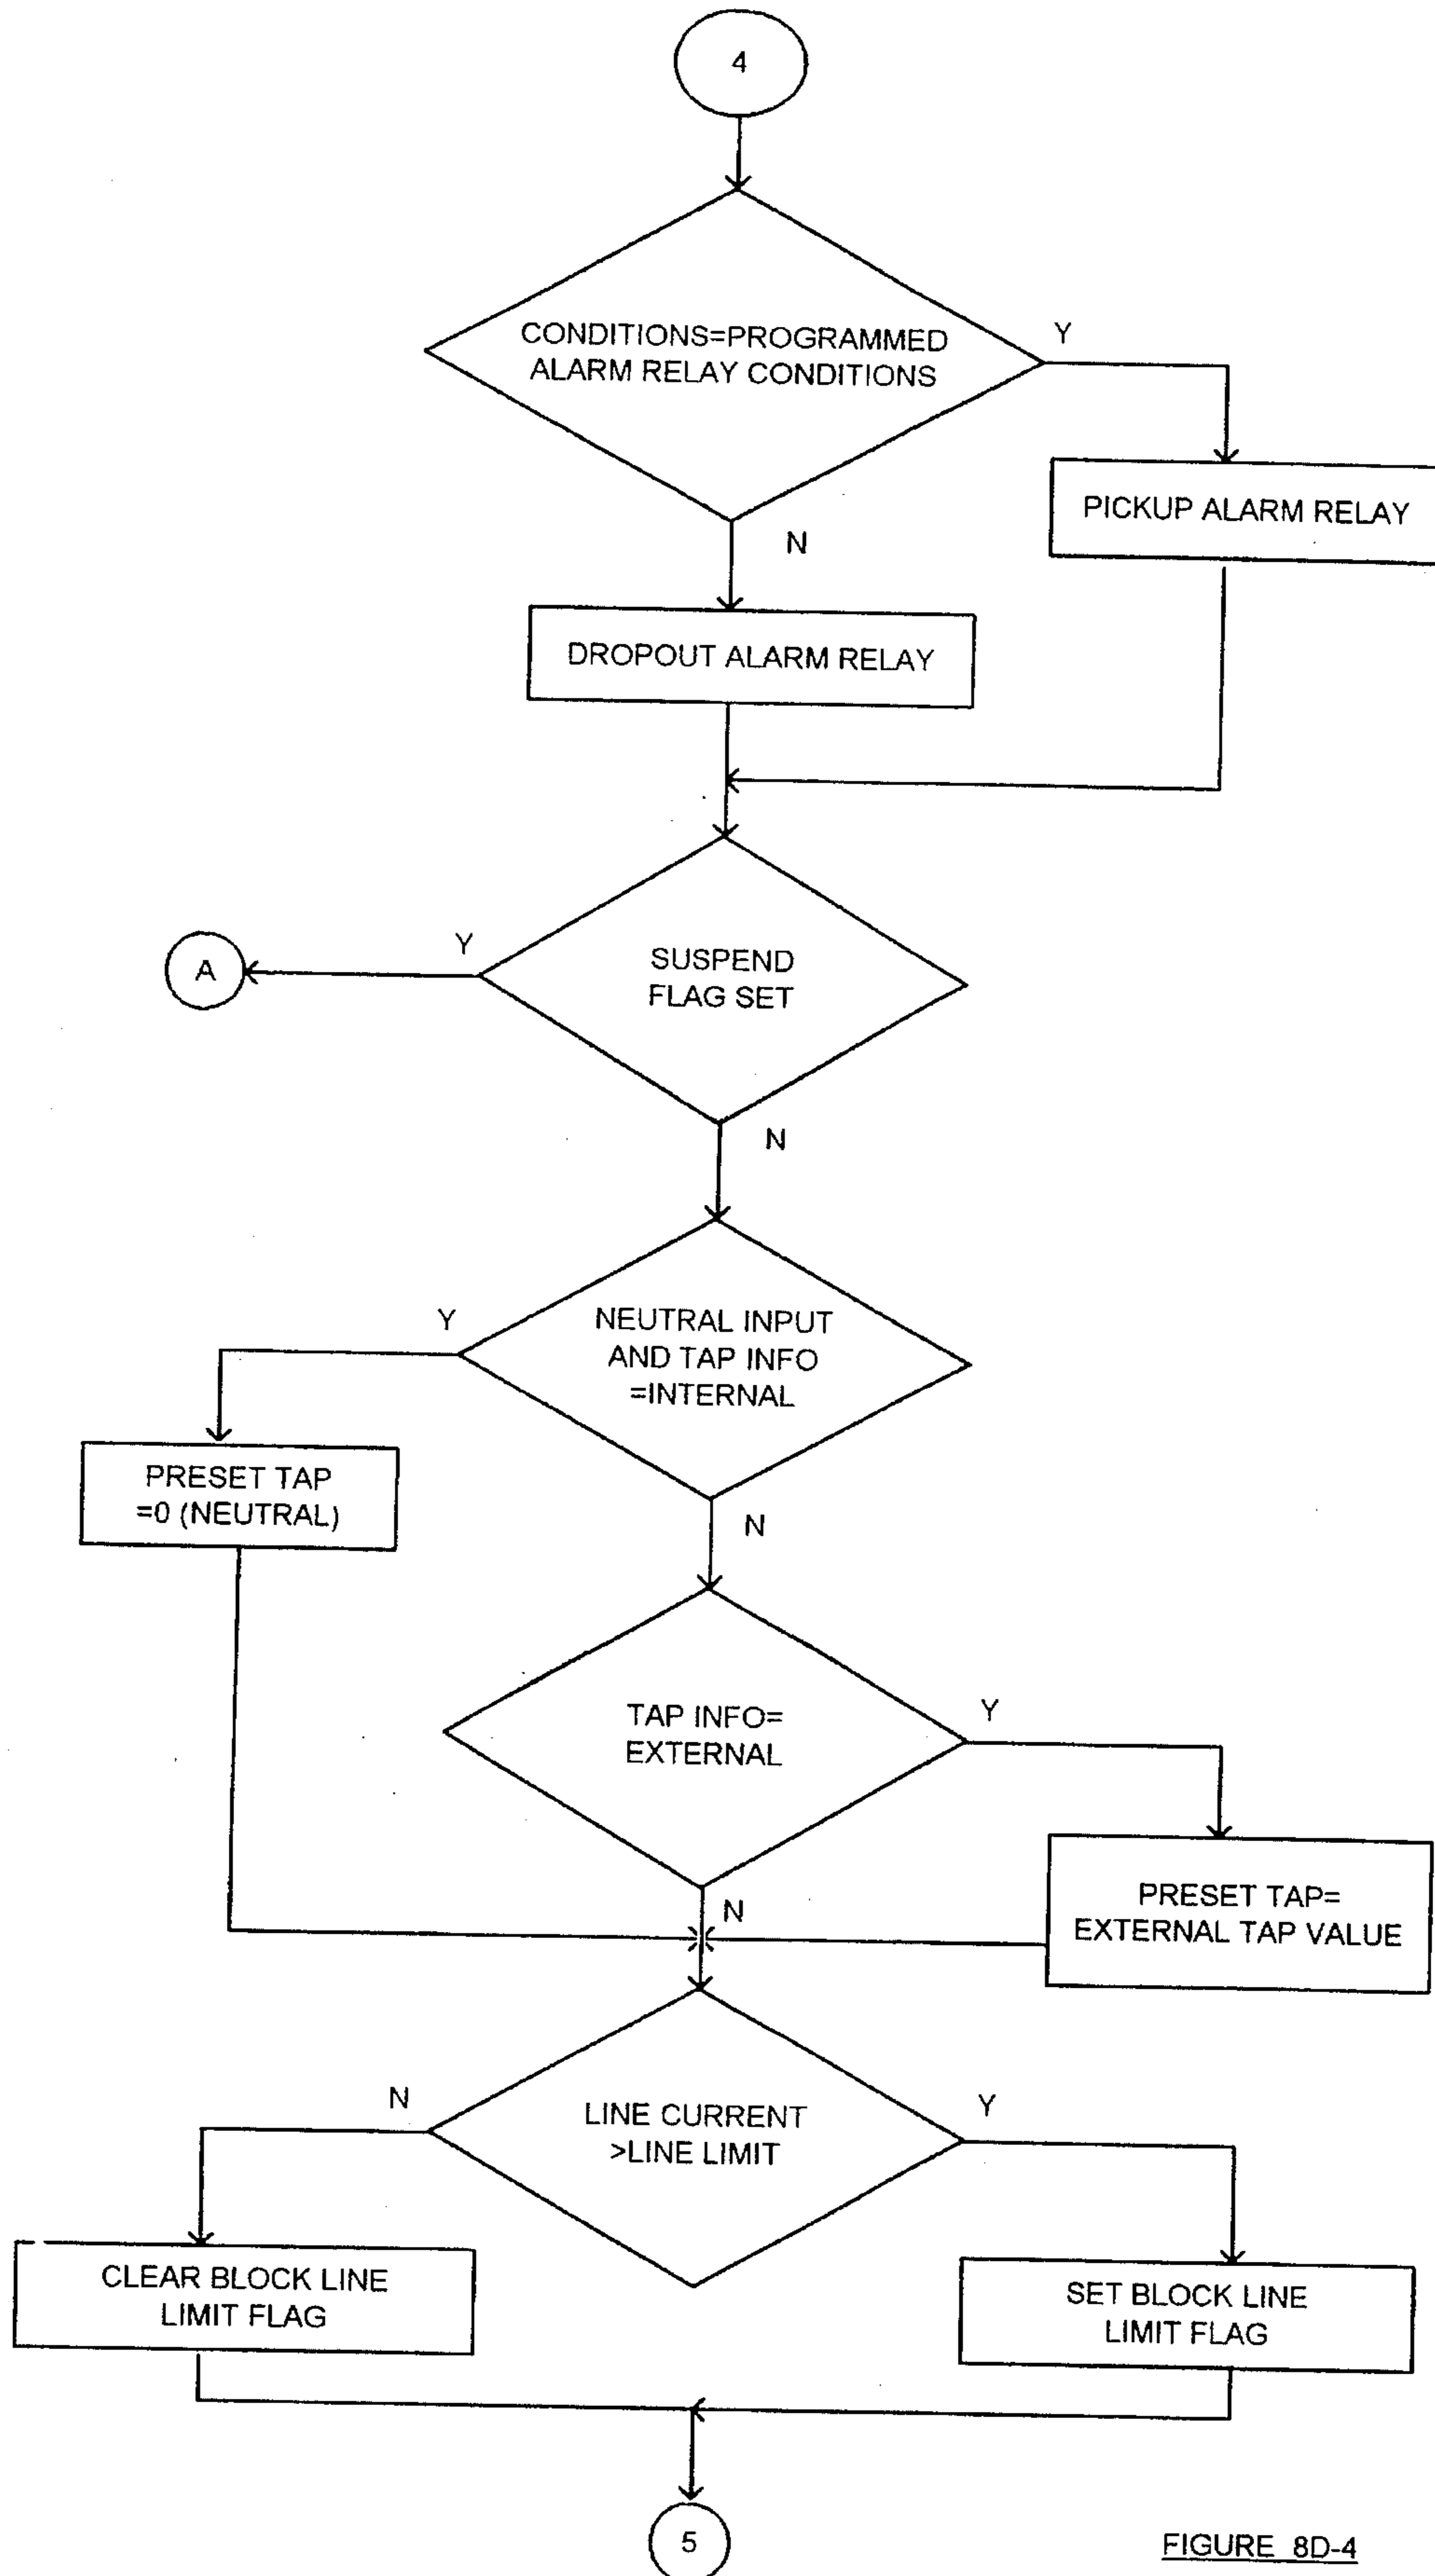 4
CONDITIONS=PROGRAMMED
ALARM RELAY CONDITIONS
Y
PICKUP ALARM RELAY
N
DROPOUT ALARM RELAY
Y
A
SUSPEND
FLAG SET
N
Y
NEUTRAL INPUT
AND TAP INFO
=INTERNAL
PRESET TAP
=0 (NEUTRAL)
N
TAP INFO=
EXTERNAL
Y
PRESET TAP=
EXTERNAL TAP VALUE
N
N
LINE CURRENT
>LINE LIMIT
Y
CLEAR BLOCK LINE
LIMIT FLAG
SET BLOCK LINE
LIMIT FLAG
5
FIGURE 8D-4